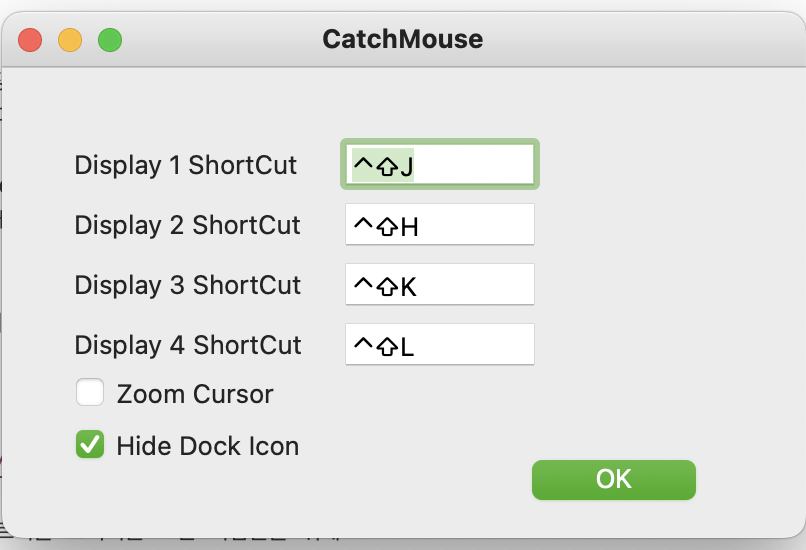 CatchMouse
Display 1 ShortCut ^⇧J
Display 2 ShortCut ^⇧H
Display 3 ShortCut ^⇧K
Display 4 ShortCut ^⇧L
Zoom Cursor
Hide Dock Icon
OK